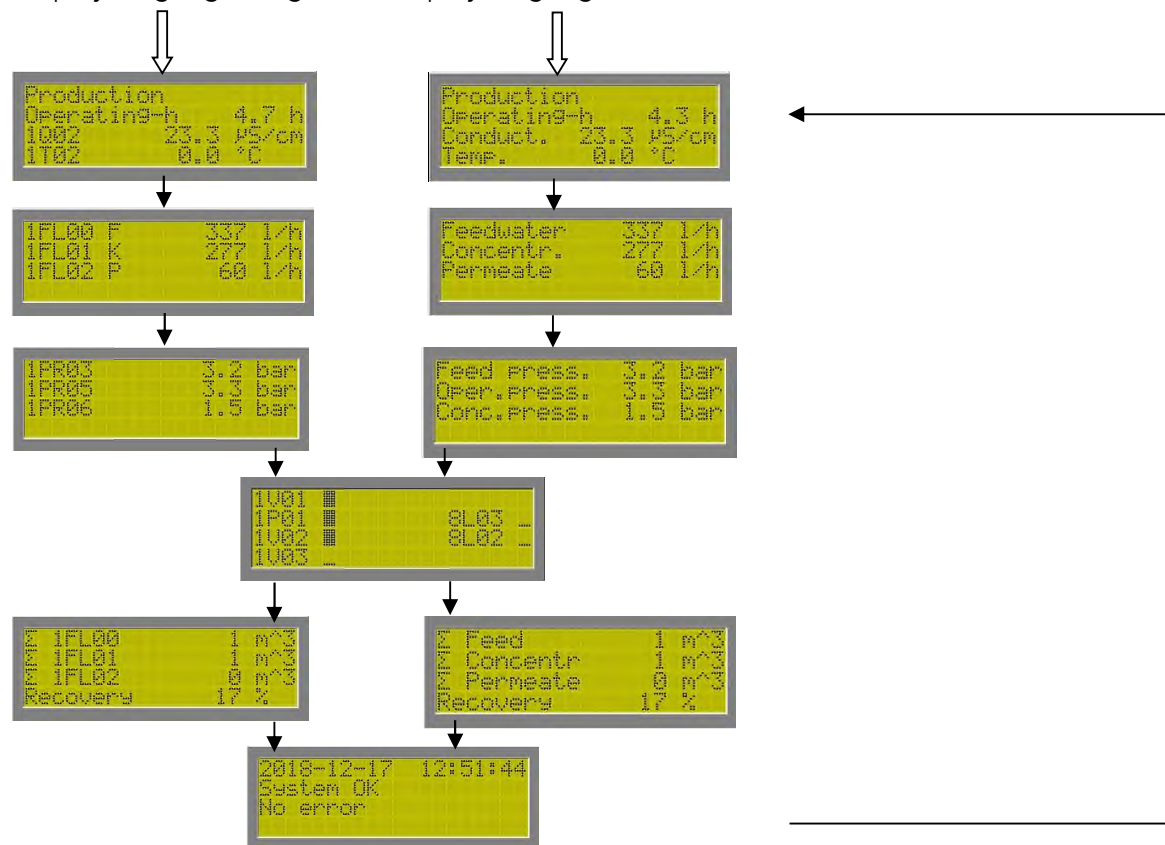 Production
Operating-h 4.7 h
1Q02 23.3 µS/cm
1T02 0.0 °C
Production
Operating-h 4.3 h
Conduct. 23.3 µS/cm
Temp. 0.0 °C
1FL00 F 337 l/h
1FL01 K 277 l/h
1FL02 P 60 l/h
Feedwater 337 l/h
Concentr. 277 l/h
Permeate 60 l/h
1PR03 3.2 bar
1PR05 3.3 bar
1PR06 1.5 bar
Feed press. 3.2 bar
Oper.press. 3.3 bar
Conc.press. 1.5 bar
1V01
1P01 8L03 _
1V02 8L02 _
1V03 _
Σ 1FL00 1 m^3
Σ 1FL01 1 m^3
Σ 1FL02 0 m^3
Recovery 17 %
Σ Feed 1 m^3
Σ Concentr 1 m^3
Σ Permeate 0 m^3
Recovery 17 %
2018-12-17 12:51:44
System OK
No error